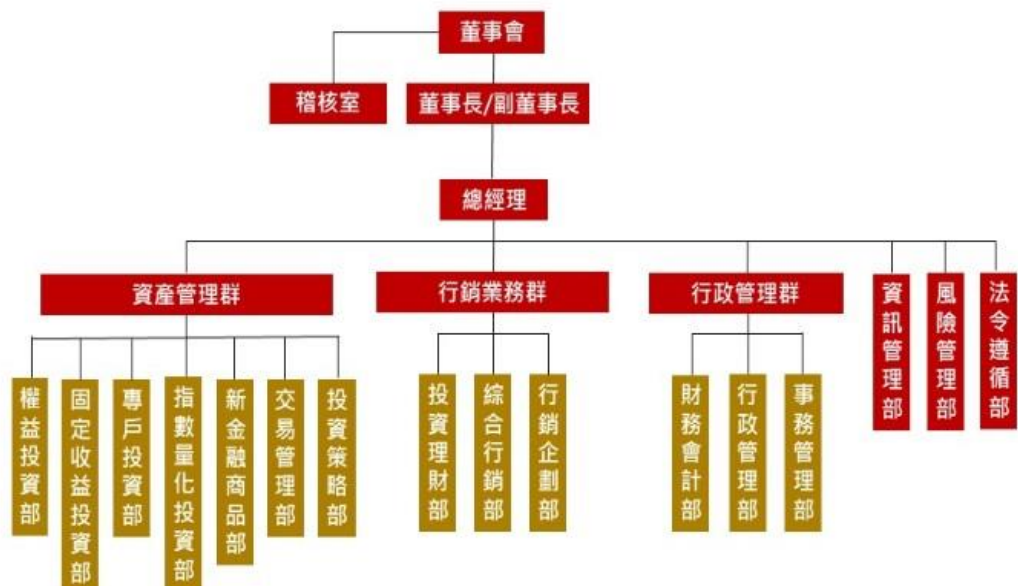 董事會
稽核室
董事長/副董事長
總經理
資產管理群
行銷業務群
行政管理群
資訊管理部
風險管理部
法令遵循部
權益投資部
固定收益投資部
專戶投資部
指數量化投資部
新金融商品部
交易管理部
投資策略部
投資理財部
綜合行銷部
行銷企劃部
財務會計部
行政管理部
事務管理部